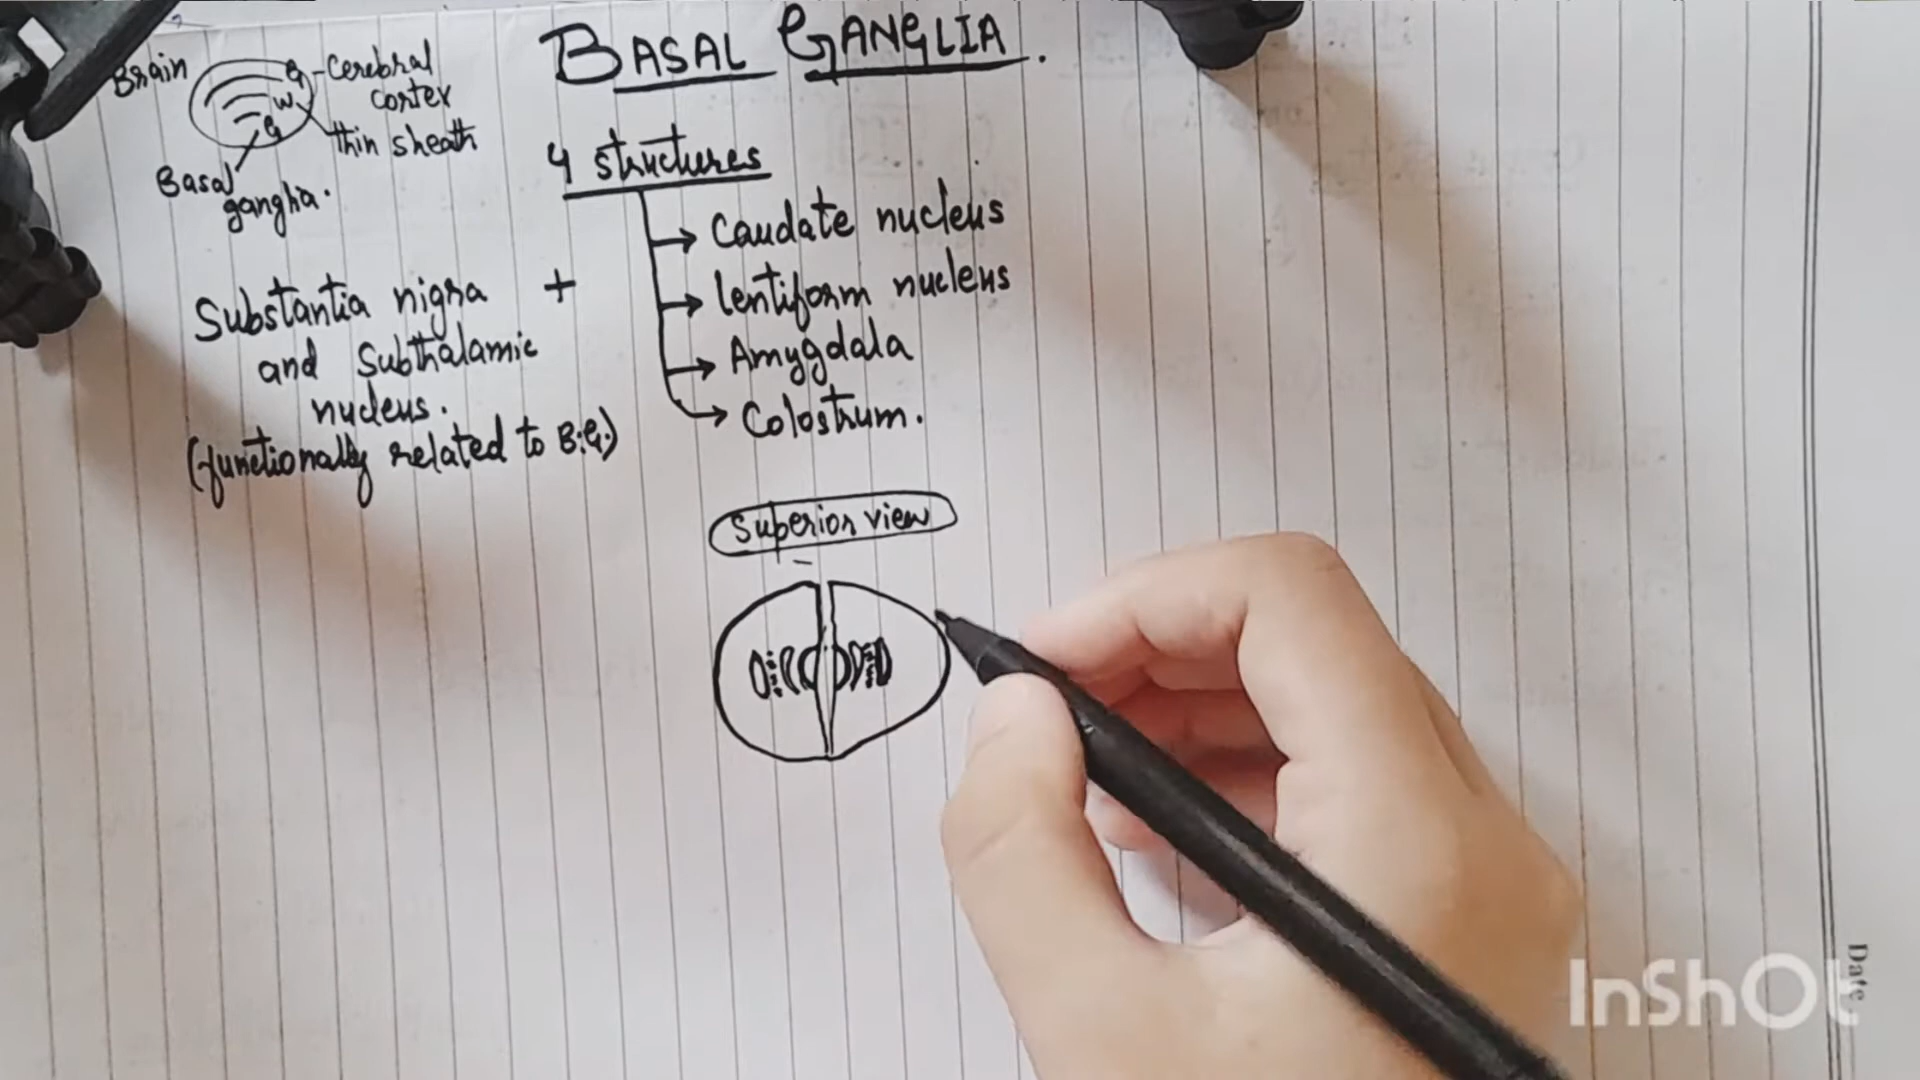 BASAL GANGLIA.
Brain
G - Cerebral
cortex
W
thin sheath
G
Basal
ganglia.
4 structures
Caudate nucleus
lentiform nucleus
Amygdala
Colostrum.
Substantia nigra +
and Subthalamic
nucleus.
(functionally related to B.G.)
Superior view
InShOt
Date